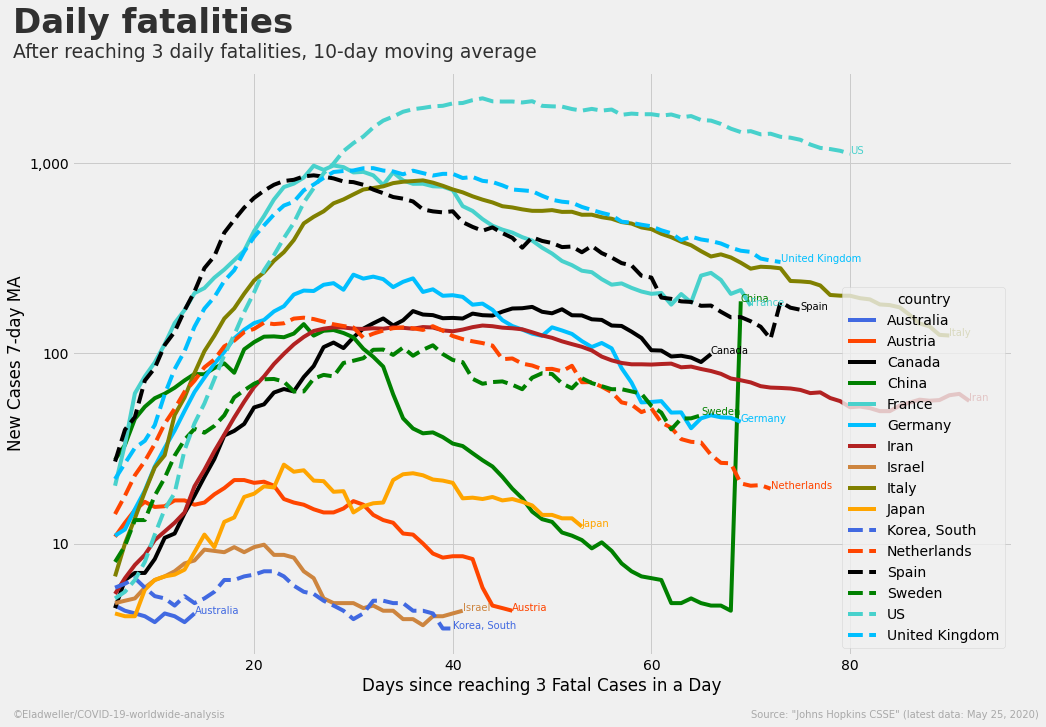 Daily fatalities
After reaching 3 daily fatalities, 10-day moving average
New Cases 7-day MA
1,000
100
10
US
United Kingdom
China
France
Spain
Italy
Canada
Iran
Sweden
Germany
Netherlands
Japan
Australia
Israel
Austria
Korea, South
country
Australia
Austria
Canada
China
France
Germany
Iran
Israel
Italy
Japan
Korea, South
Netherlands
Spain
Sweden
US
United Kingdom
20
40
60
80
Days since reaching 3 Fatal Cases in a Day
©Eladweller/COVID-19-worldwide-analysis
Source: "Johns Hopkins CSSE" (latest data: May 25, 2020)